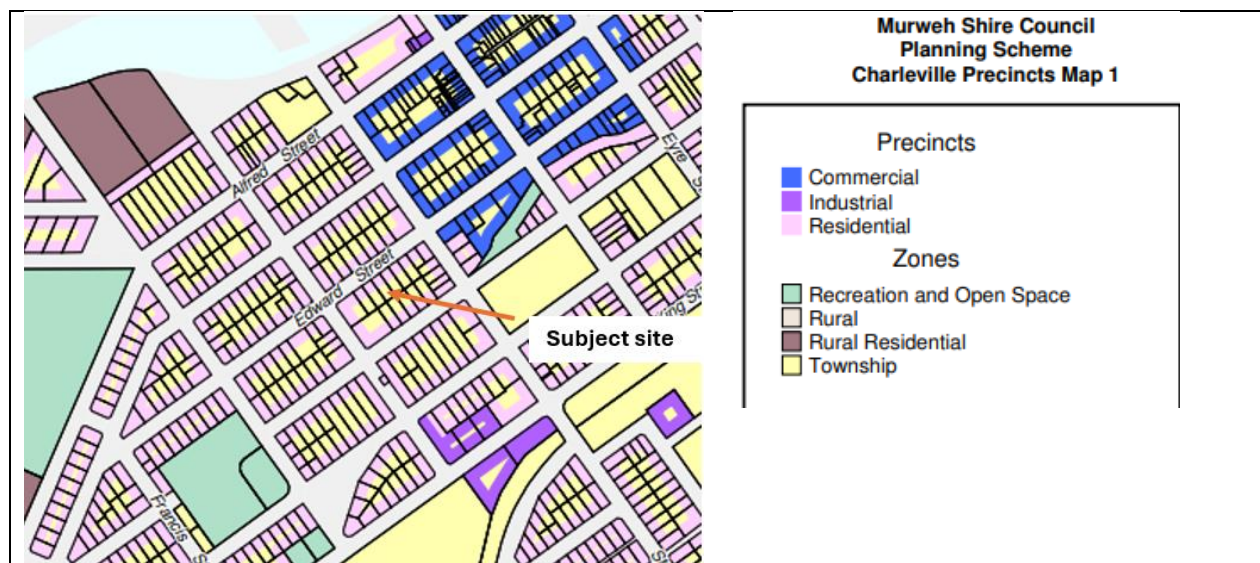 Murweh Shire Council
Planning Scheme
Charleville Precincts Map 1
Precincts
Commercial
Industrial
Residential
Zones
Recreation and Open Space
Rural
Rural Residential
Township
Alfred Street
Eyre
Edward Street
Subject site
Francis